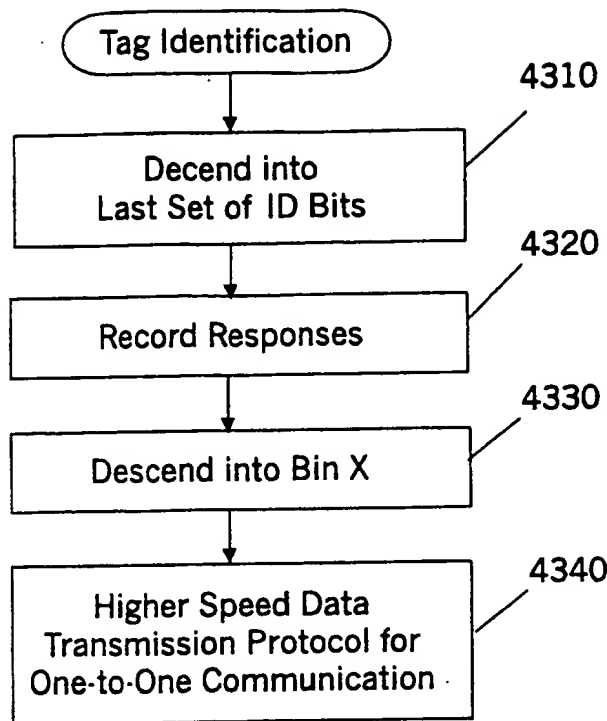 Tag Identification
4310
Decend into
Last Set of ID Bits
4320
Record Responses
4330
Descend into Bin X
4340
Higher Speed Data
Transmission Protocol for
One-to-One Communication